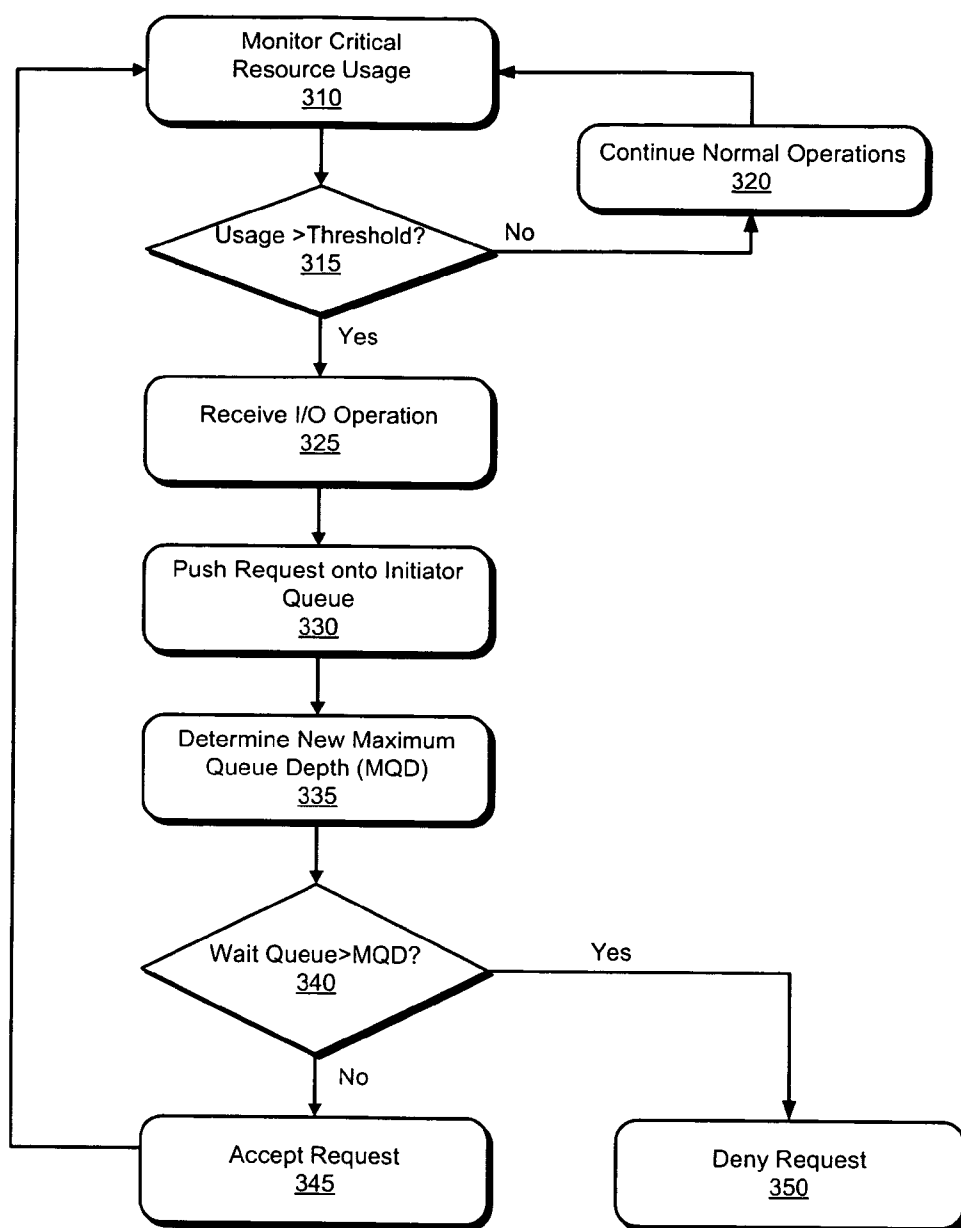 Monitor Critical
Resource Usage
310
Continue Normal Operations
320
Usage >Threshold?
315
No
Yes
Receive I/O Operation
325
Push Request onto Initiator
Queue
330
Determine New Maximum
Queue Depth (MQD)
335
Wait Queue>MQD?
340
Yes
No
Accept Request
345
Deny Request
350